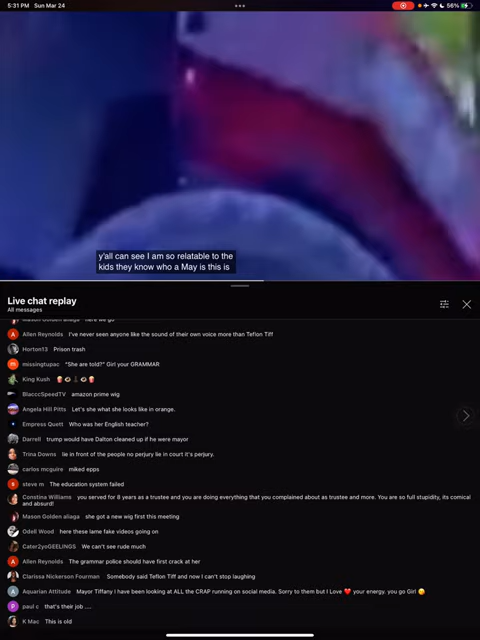 5:31 PM Sun Mar 24
56%
y'all can see I am so relatable to the
kids they know who a May is this is
Live chat replay
All messages
here we go
Allen Reynolds I've never seen anyone like the sound of their own voice more than Teflon Tiff
Horton13 Prison trash
missingtupac "She are told?" Girl your GRAMMAR
King Kush
BlacccSpeedTV amazon prime wig
Angela Hill Pitts Let's she what she looks like in orange.
Empress Quett Who was her English teacher?
Darrell trump would have Dalton cleaned up if he were mayor
Trina Downs lie in front of the people no perjury lie in court it's perjury.
carlos mcguire miked epps
steve m The education system failed
Constina Williams you served for 8 years as a trustee and you are doing everything that you complained about as trustee and more. You are so full stupidity, its comical
and absurd!
Mason Golden aliaga she got a new wig first this meeting
Odell Wood here these lame fake videos going on
Cater2yoGEELINGS We can't see rude much
Allen Reynolds The grammar police should have first crack at her
Clarissa Nickerson Fourman Somebody said Teflon Tiff and now I can't stop laughing
Aquarian Attitude Mayor Tiffany I have been looking at ALL the CRAP running on social media. Sorry to them but I Love ❤️ your energy. you go Girl 😜
paul c that's their job ....
K Mac This is old